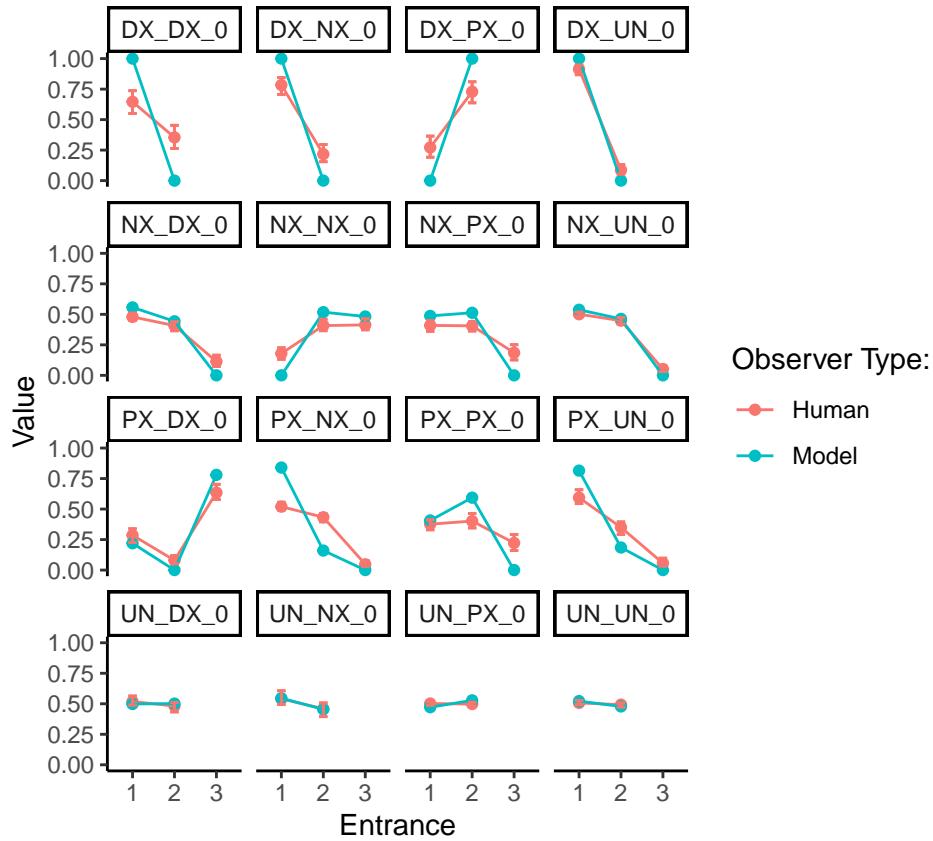 DX_DX_0 DX_NX_0 DX_PX_0 DX_UN_0
1.00
0.75
0.50
0.25
0.00
NX_DX_0 NX_NX_0 NX_PX_0 NX_UN_0
1.00
0.75
0.50
0.25
0.00
PX_DX_0 PX_NX_0 PX_PX_0 PX_UN_0
1.00
0.75
0.50
0.25
0.00
UN_DX_0 UN_NX_0 UN_PX_0 UN_UN_0
1.00
0.75
0.50
0.25
0.00
1 2 3 1 2 3 1 2 3 1 2 3
Entrance
Value
Observer Type:
Human
Model